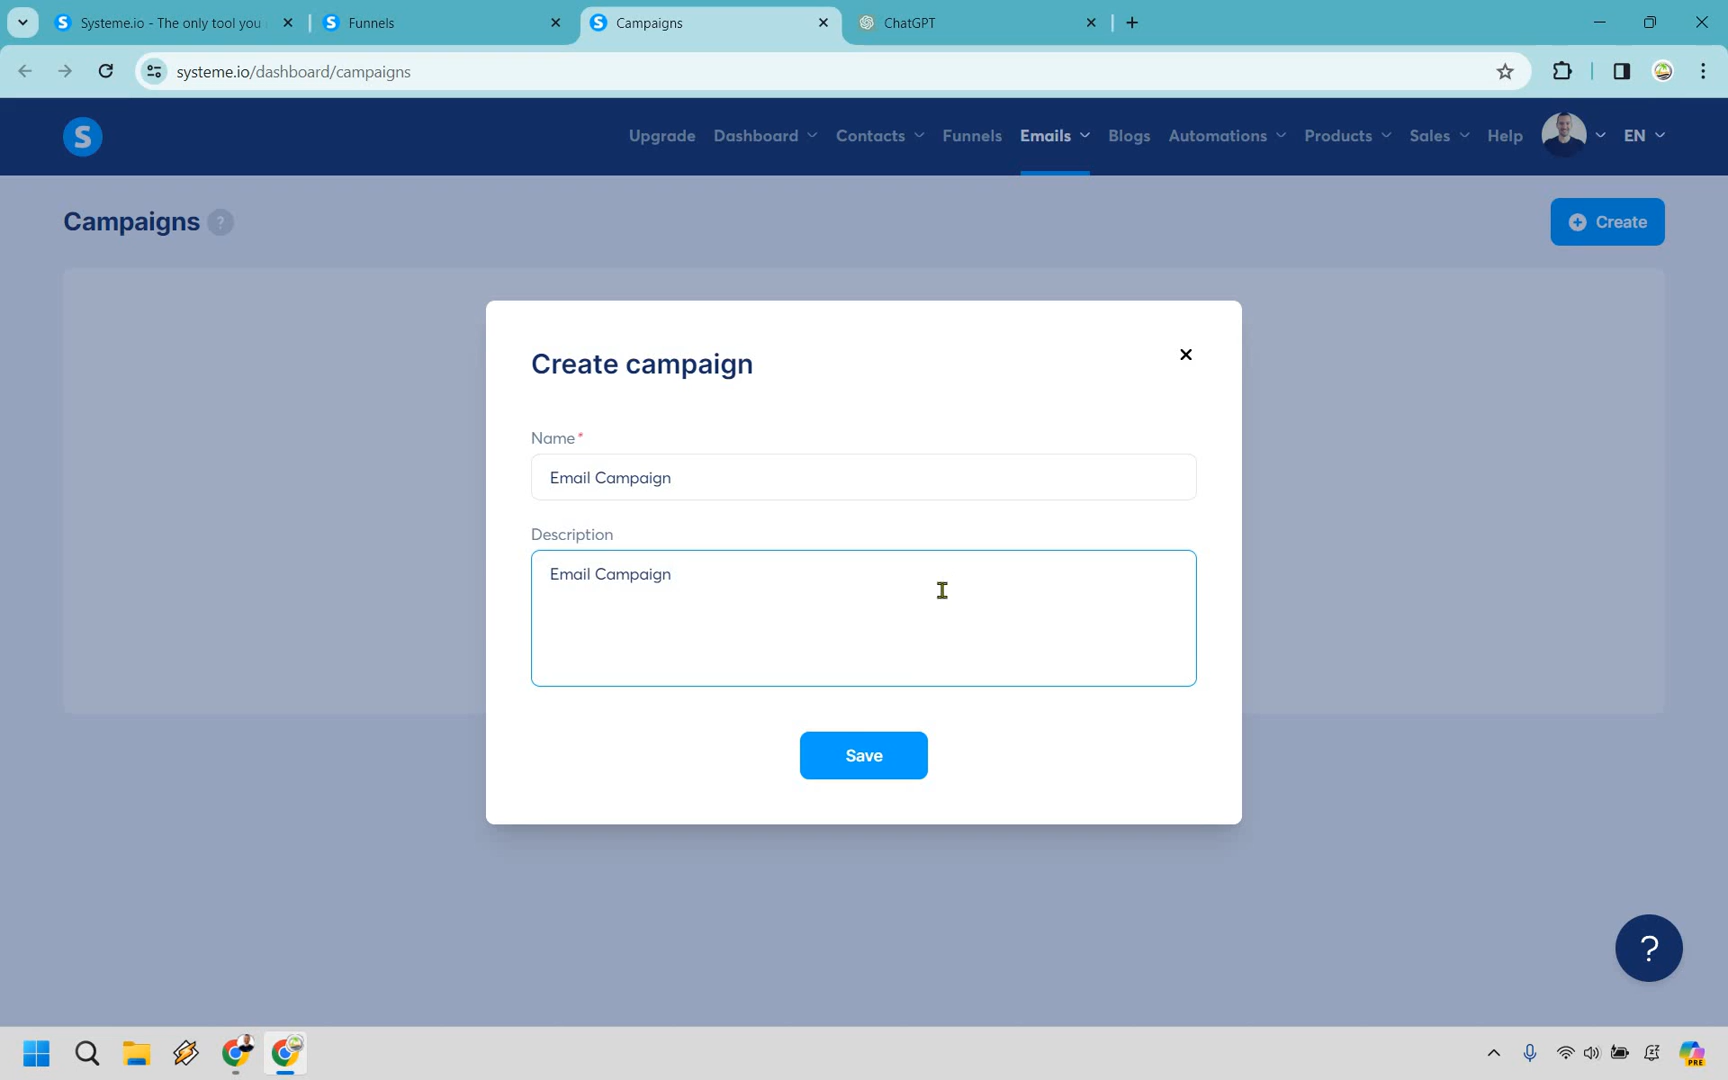 Systeme.io - The only tool you
Funnels
Campaigns
ChatGPT
systeme.io/dashboard/campaigns
S
Upgrade
Dashboard
Contacts
Funnels
Emails
Blogs
Automations
Products
Sales
Help
EN
Campaigns ?
Create
Create campaign
Name*
Email Campaign
Description
Email Campaign
Save
?
PRE